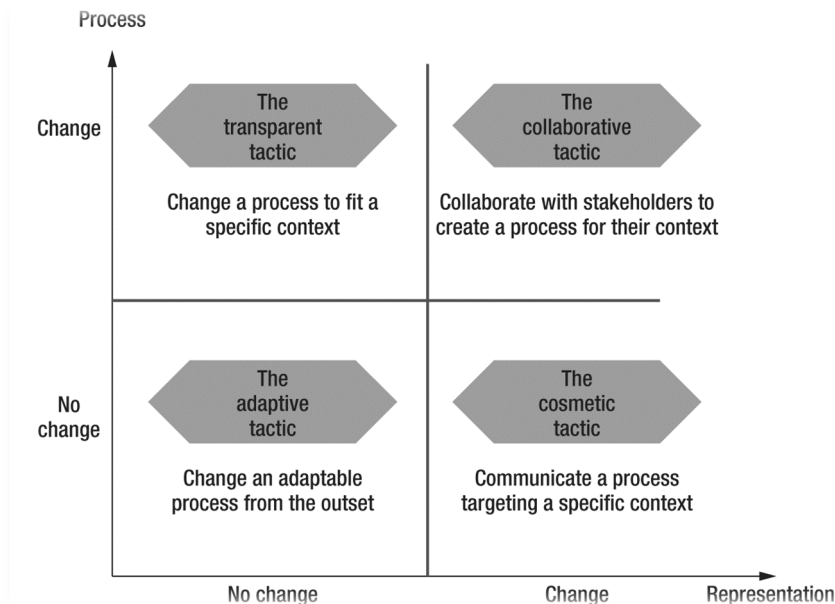 Process
Change
The
transparent
tactic
Change a process to fit a
specific context
The
collaborative
tactic
Collaborate with stakeholders to
create a process for their context
No
change
The
adaptive
tactic
Change an adaptable
process from the outset
The
cosmetic
tactic
Communicate a process
targeting a specific context
No change
Change
Representation